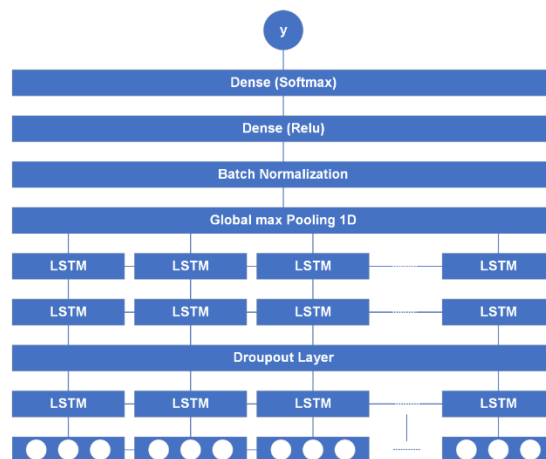 y
Dense (Softmax)
Dense (Relu)
Batch Normalization
Global max Pooling 1D
LSTM LSTM LSTM LSTM
LSTM LSTM LSTM LSTM
Droupout Layer
LSTM LSTM LSTM LSTM